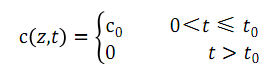 c(z,t) = { c₀  0<t ≤ t₀
0  t > t₀